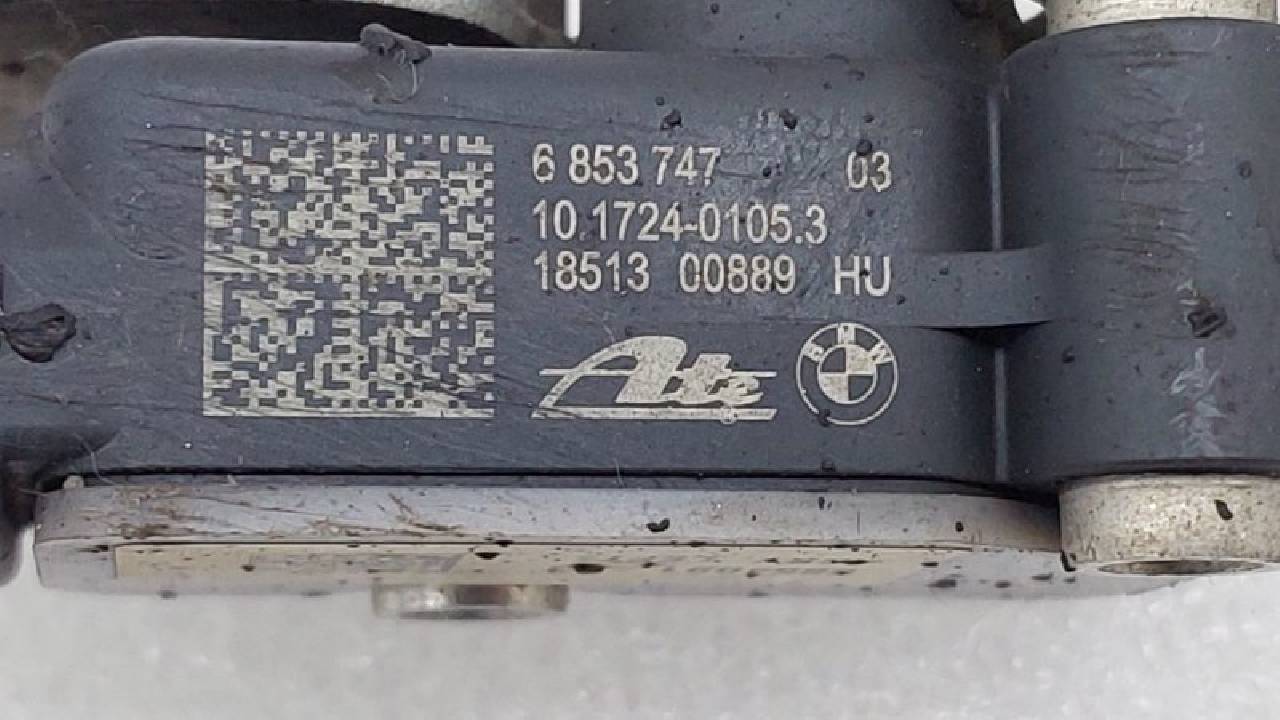 6 853 747 03
10.1724-0105.3
18513 00889 HU
Ate
BMW